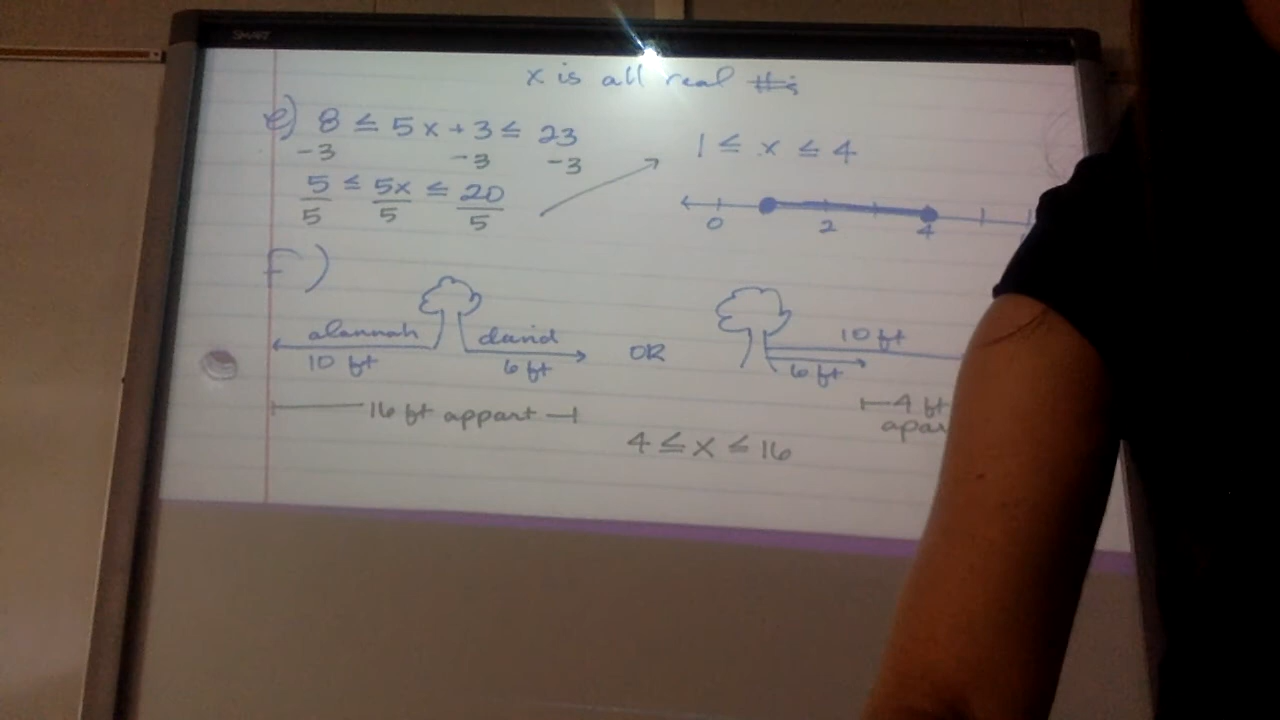 SMART
x is all real #'s
e) 8 ≤ 5x + 3 ≤ 23
-3 -3 -3
5 ≤ 5x ≤ 20
5 5 5
1 ≤ x ≤ 4
0 2 4
f)
alannah david
10 ft 6 ft
OR
10 ft
6 ft
16 ft appart
4 ft
apar
4 ≤ x ≤ 16